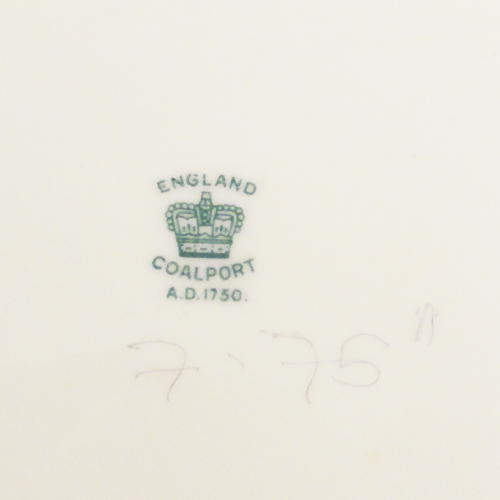 ENGLAND
COALPORT
A.D.1750.
7.75"